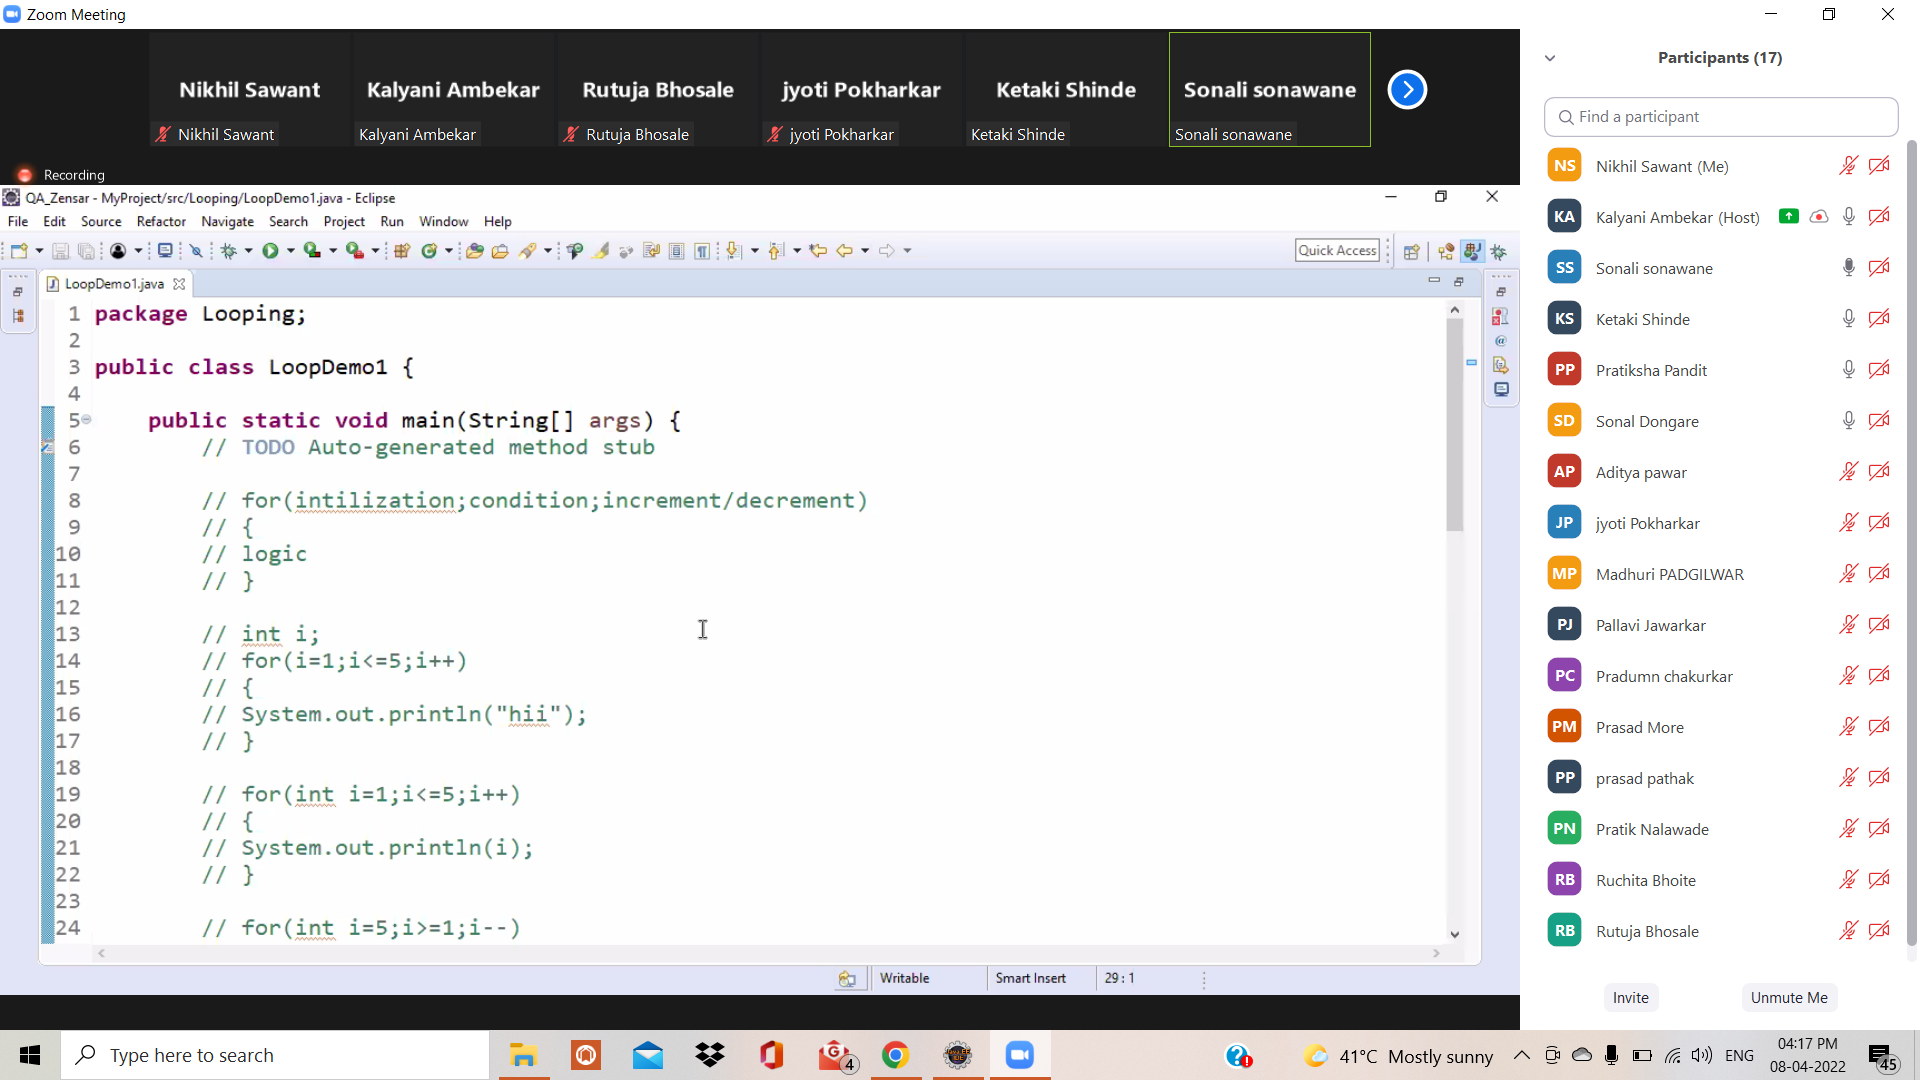 Zoom Meeting
Nikhil Sawant
Kalyani Ambekar
Rutuja Bhosale
jyoti Pokharkar
Ketaki Shinde
Sonali sonawane
Nikhil Sawant
Kalyani Ambekar
Rutuja Bhosale
jyoti Pokharkar
Ketaki Shinde
Sonali sonawane
Recording
QA_Zensar - MyProject/src/Looping/LoopDemo1.java - Eclipse
File Edit Source Refactor Navigate Search Project Run Window Help
Quick Access
LoopDemo1.java
1 package Looping;
2
3 public class LoopDemo1 {
4
5 public static void main(String[] args) {
6 // TODO Auto-generated method stub
7
8 // for(intilization;condition;increment/decrement)
9 // {
10 // logic
11 // }
12
13 // int i;
14 // for(i=1;i<=5;i++)
15 // {
16 // System.out.println("hii");
17 // }
18
19 // for(int i=1;i<=5;i++)
20 // {
21 // System.out.println(i);
22 // }
23
24 // for(int i=5;i>=1;i--)
Writable
Smart Insert
29 : 1
Participants (17)
Find a participant
NS Nikhil Sawant (Me)
KA Kalyani Ambekar (Host)
SS Sonali sonawane
KS Ketaki Shinde
PP Pratiksha Pandit
SD Sonal Dongare
AP Aditya pawar
JP jyoti Pokharkar
MP Madhuri PADGILWAR
PJ Pallavi Jawarkar
PC Pradumn chakurkar
PM Prasad More
PP prasad pathak
PN Pratik Nalawade
RB Ruchita Bhoite
RB Rutuja Bhosale
Invite
Unmute Me
Type here to search
4
41°C Mostly sunny
ENG
04:17 PM
08-04-2022
45